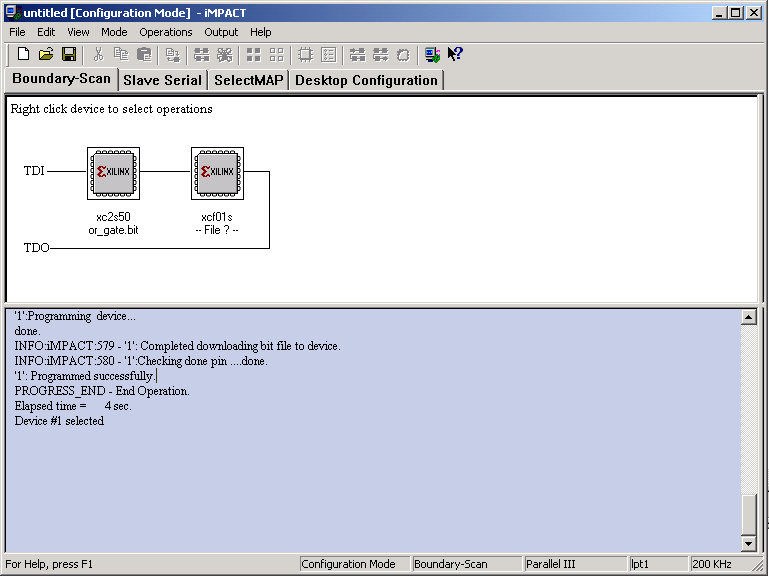 untitled [Configuration Mode] - iMPACT
File Edit View Mode Operations Output Help
Boundary-Scan Slave Serial SelectMAP Desktop Configuration
Right click device to select operations
TDI XILINX XILINX
xc2s50 xcf01s
or_gate.bit -- File ? --
TDO
'1':Programming device...
done.
INFO:iMPACT:579 - '1': Completed downloading bit file to device.
INFO:iMPACT:580 - '1':Checking done pin ....done.
'1': Programmed successfully.
PROGRESS_END - End Operation.
Elapsed time = 4 sec.
Device #1 selected
For Help, press F1 Configuration Mode Boundary-Scan Parallel III lpt1 200 KHz